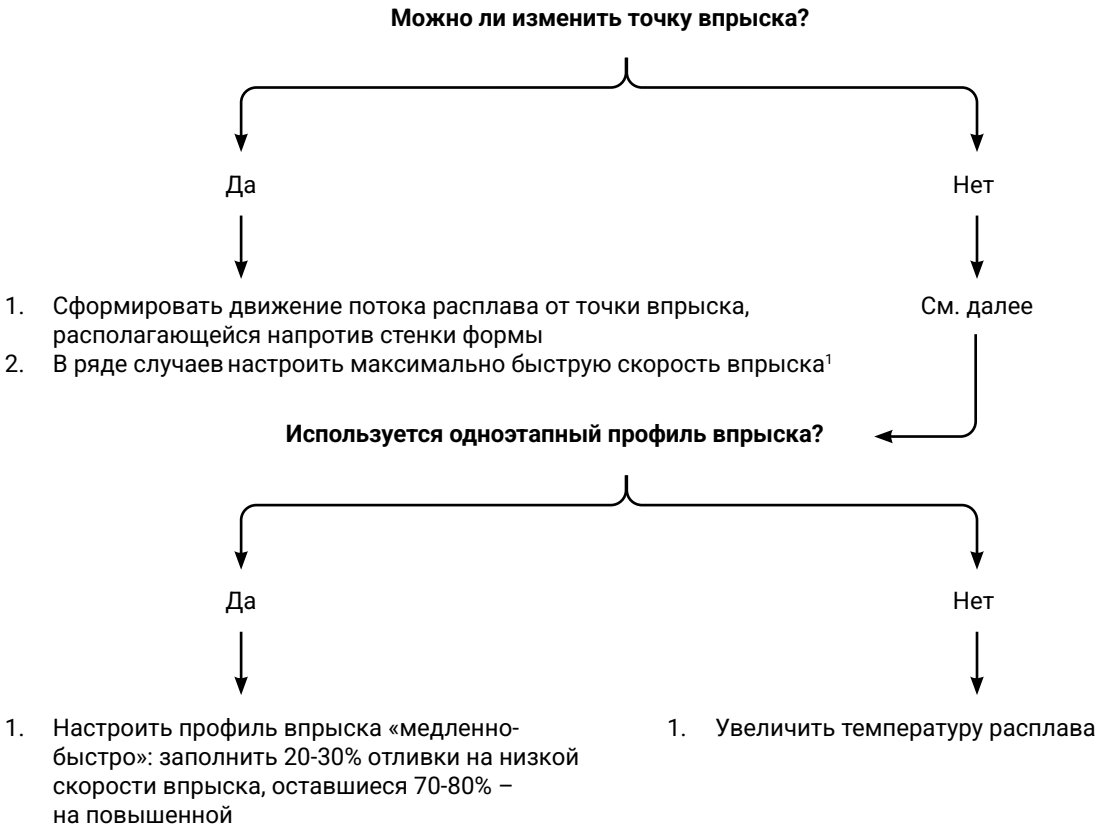 Можно ли изменить точку впрыска?
Да
Нет
1. Сформировать движение потока расплава от точки впрыска,
располагающейся напротив стенки формы
2. В ряде случаев настроить максимально быструю скорость впрыска¹
См. далее
Используется одноэтапный профиль впрыска?
Да
Нет
1. Настроить профиль впрыска «медленно-
быстро»: заполнить 20-30% отливки на низкой
скорости впрыска, оставшиеся 70-80% –
на повышенной
1. Увеличить температуру расплава